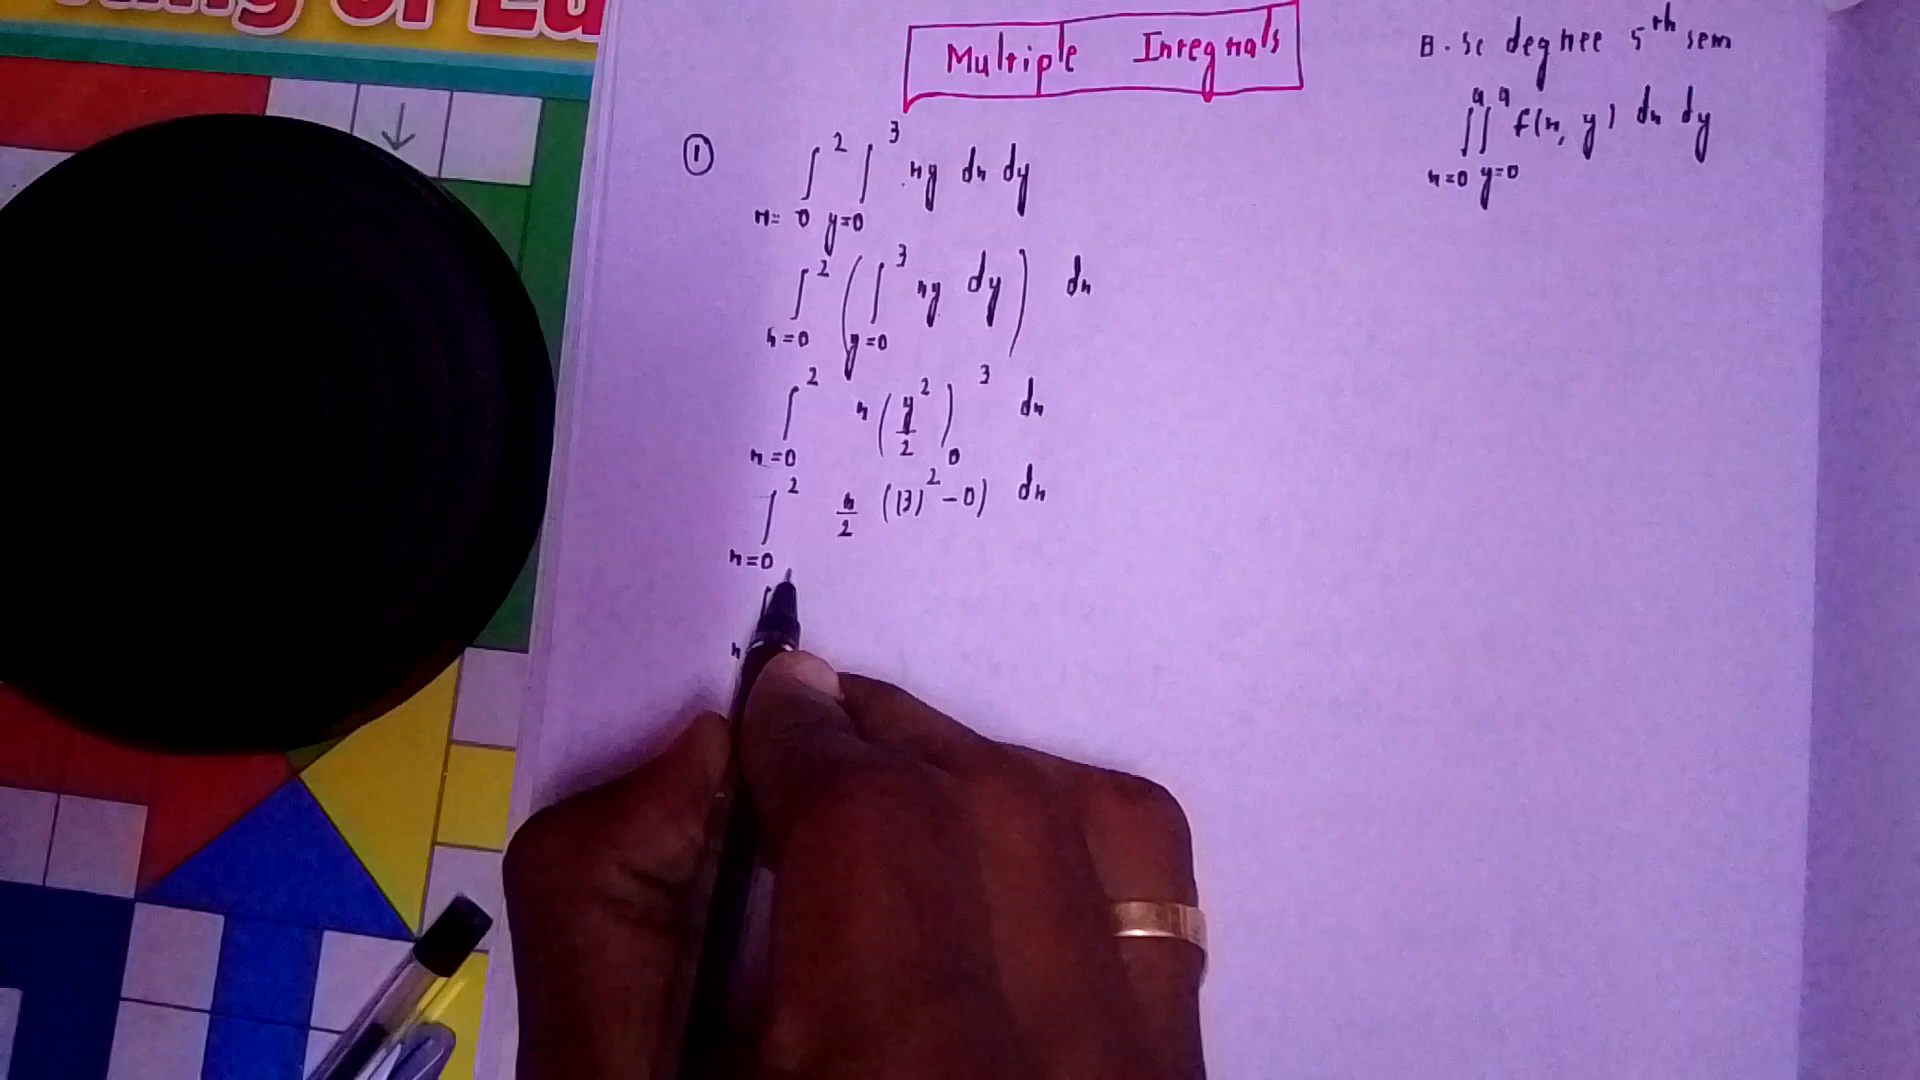 Multiple Integrals
B.Sc degree 5th sem
∫∫ᵃ ᵃ f(x, y) dx dy
x=0 y=0
① ∫² ∫³ xy dx dy
x= 0 y=0
∫² ( ∫³ xy dy ) dx
x=0 y=0
∫² x (y²/2)³₀ dx
x=0
∫² x/2 ((3)² - 0) dx
x=0
∫
x